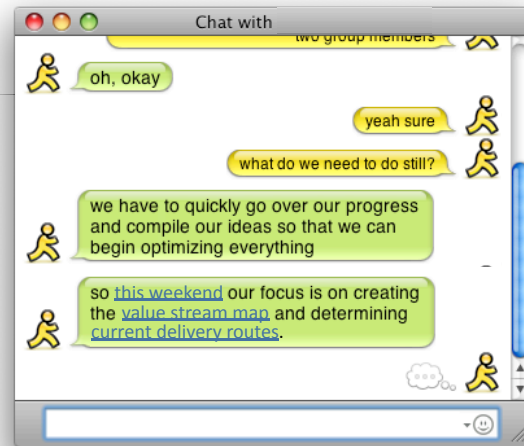 Chat with
two group members
oh, okay
yeah sure
what do we need to do still?
we have to quickly go over our progress
and compile our ideas so that we can
begin optimizing everything
so this weekend our focus is on creating
the value stream map and determining
current delivery routes.